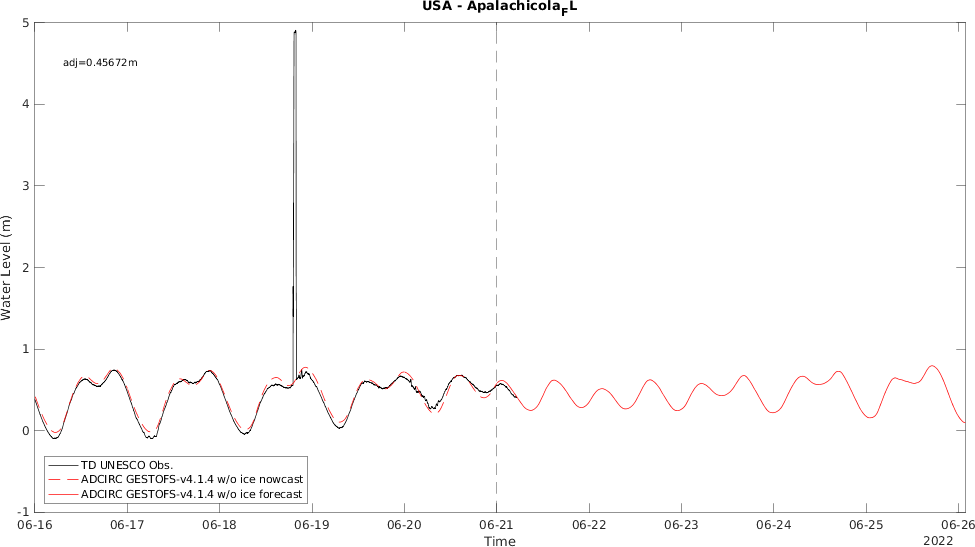 USA - Apalachicola_FL
5
adj=0.45672m
4
3
2
1
0
-1
Water Level (m)
TD UNESCO Obs.
ADCIRC GESTOFS-v4.1.4 w/o ice nowcast
ADCIRC GESTOFS-v4.1.4 w/o ice forecast
06-16 06-17 06-18 06-19 06-20 06-21 06-22 06-23 06-24 06-25 06-26
Time
2022